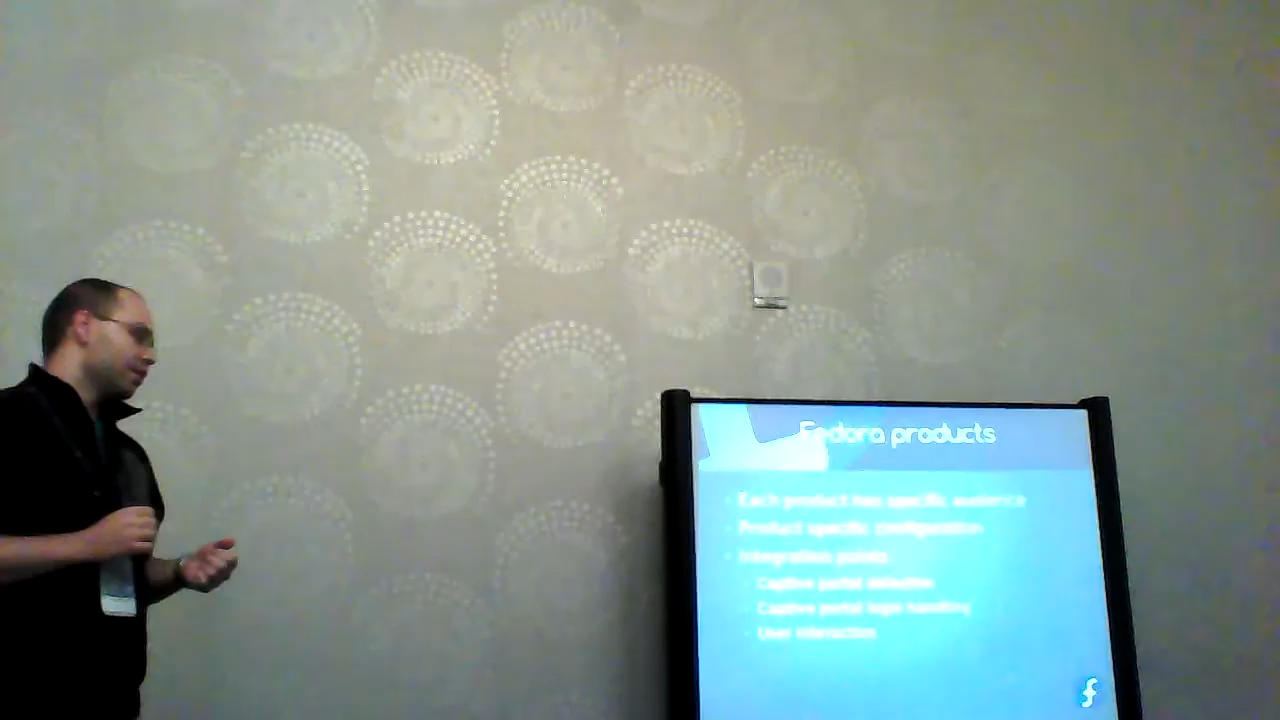 Fedora products
Each product has specific audience
Product specific configuration
Integration points
Captive portal detection
Captive portal login handling
User interaction